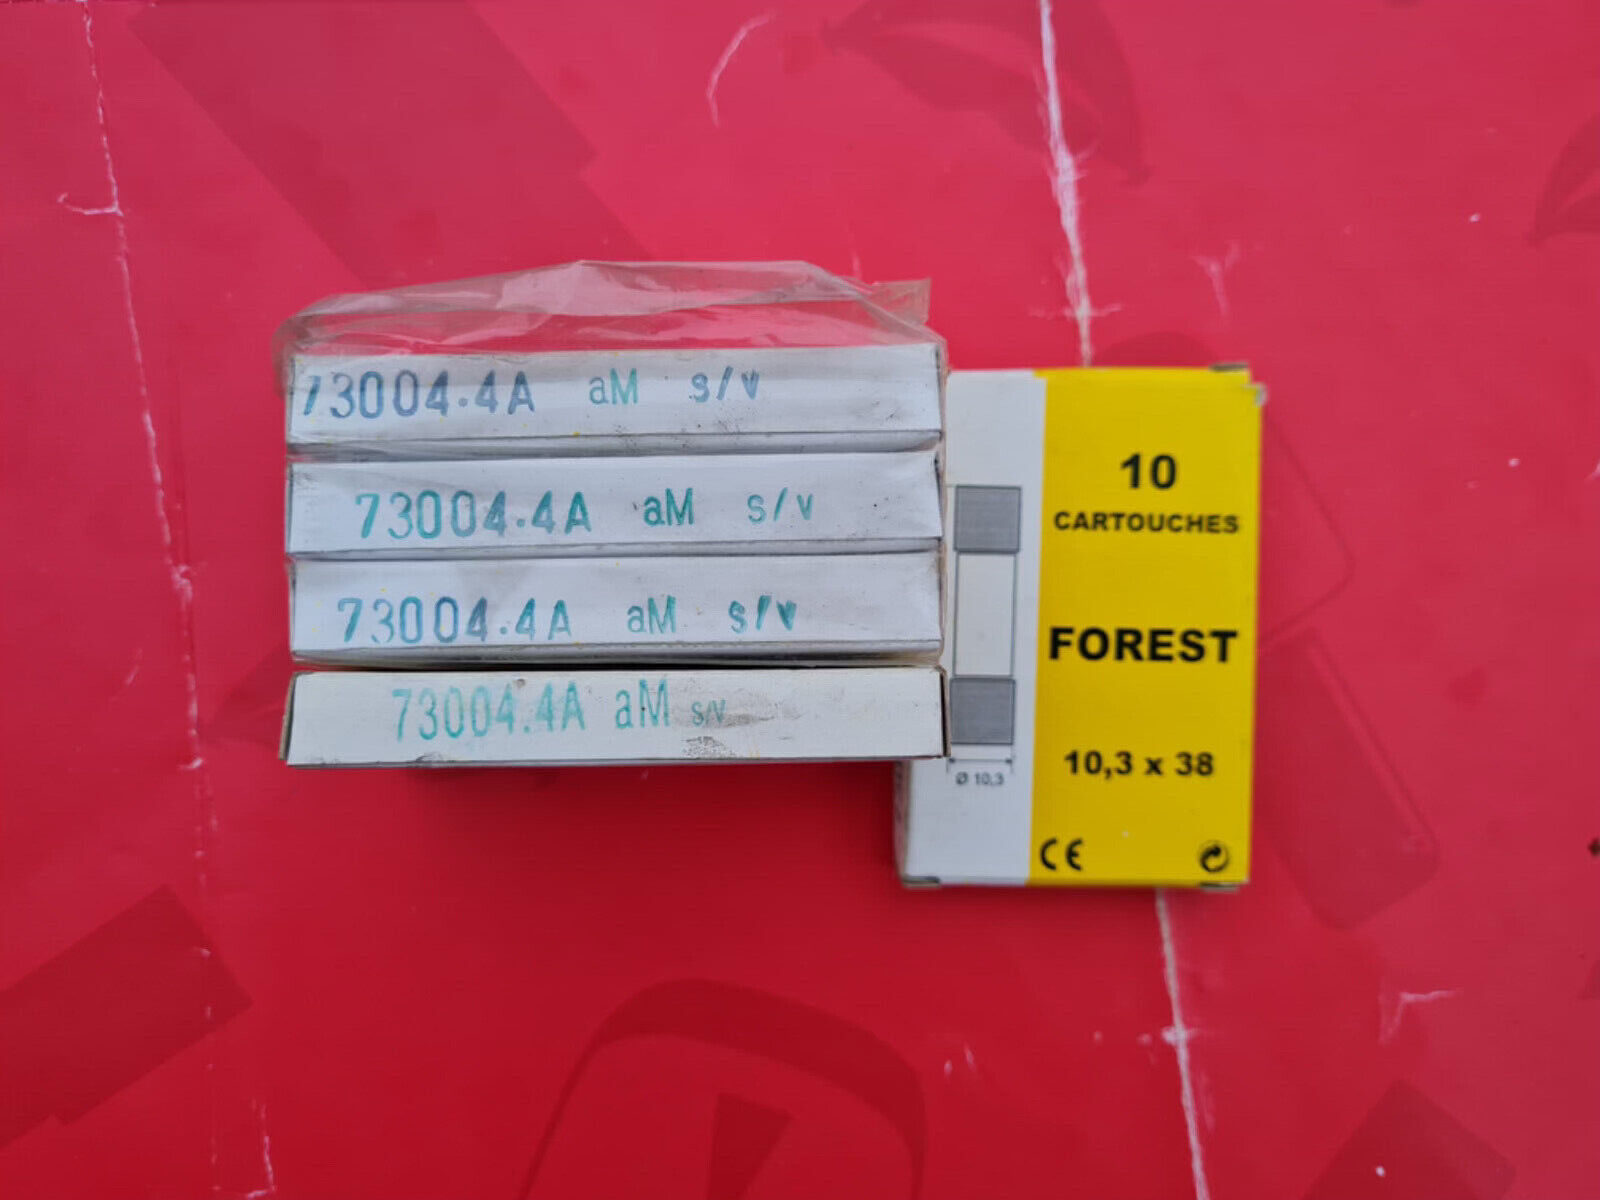 73004.4A aM s/v
73004.4A aM s/v
73004.4A aM s/v
73004.4A aM s/v
10
CARTOUCHES
FOREST
10,3 x 38
Ø 10,3
CE